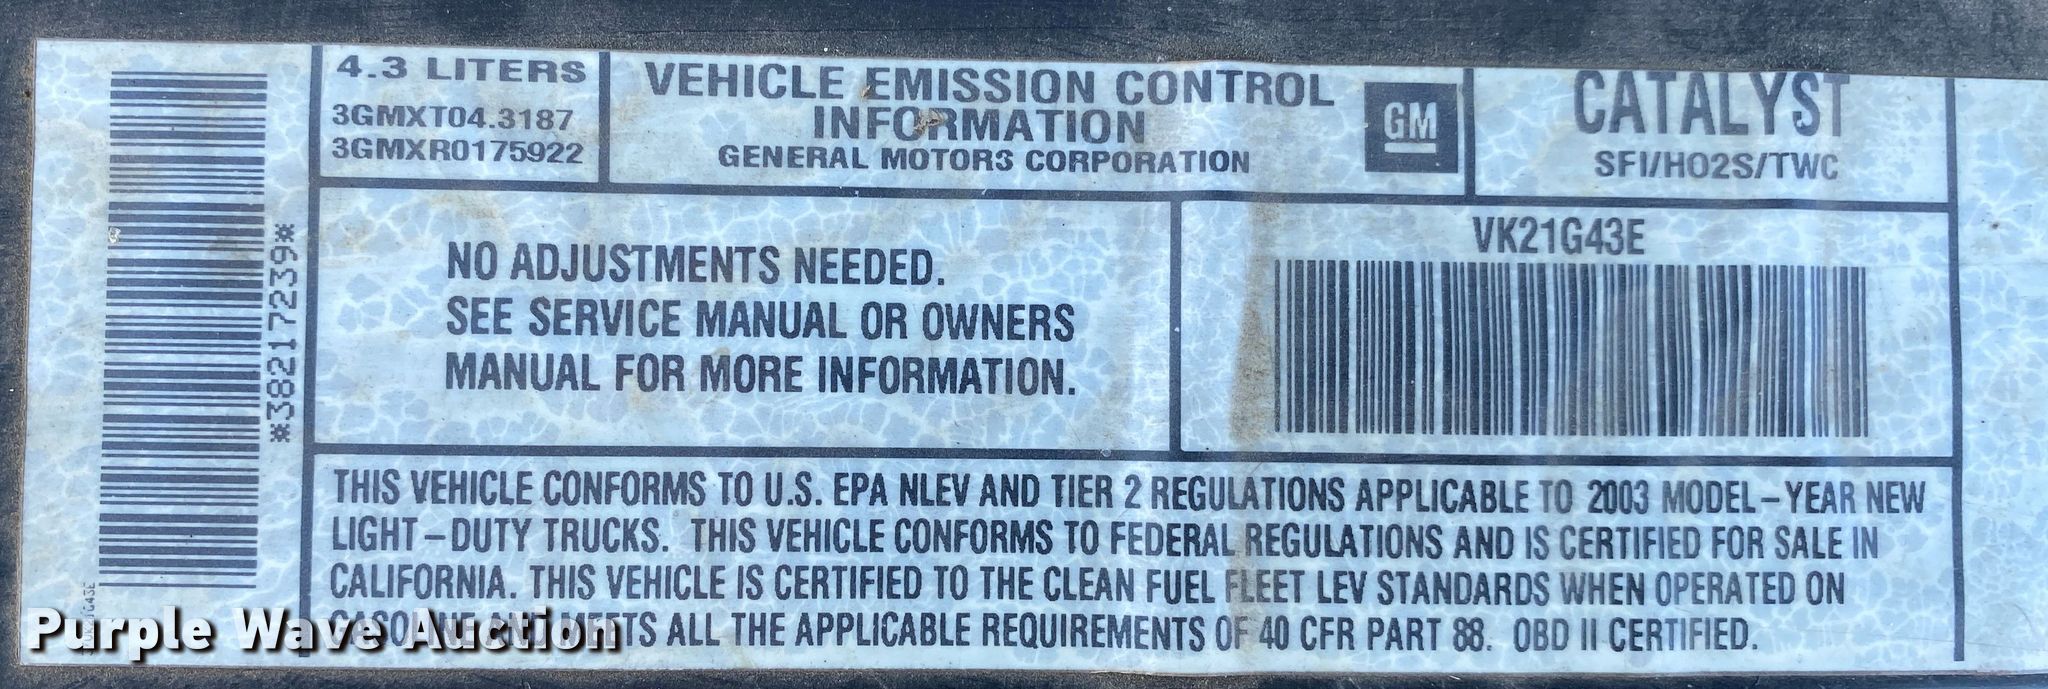 4.3 LITERS
3GMXT04.3187
3GMXR0175922
VEHICLE EMISSION CONTROL
INFORMATION
GENERAL MOTORS CORPORATION
GM
CATALYST
SFI/HO2S/TWC
*38217239*
NO ADJUSTMENTS NEEDED.
SEE SERVICE MANUAL OR OWNERS
MANUAL FOR MORE INFORMATION.
VK21G43E
THIS VEHICLE CONFORMS TO U.S. EPA NLEV AND TIER 2 REGULATIONS APPLICABLE TO 2003 MODEL-YEAR NEW
LIGHT-DUTY TRUCKS. THIS VEHICLE CONFORMS TO FEDERAL REGULATIONS AND IS CERTIFIED FOR SALE IN
CALIFORNIA. THIS VEHICLE IS CERTIFIED TO THE CLEAN FUEL FLEET LEV STANDARDS WHEN OPERATED ON
GASOLINE AND MEETS ALL THE APPLICABLE REQUIREMENTS OF 40 CFR PART 88. OBD II CERTIFIED.
Purple Wave Auction